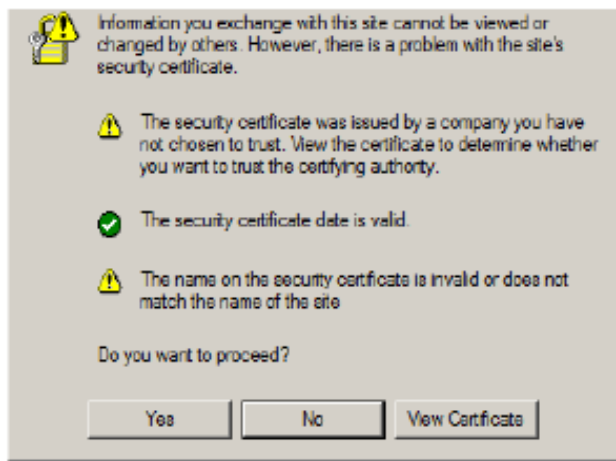 Information you exchange with this site cannot be viewed or
changed by others. However, there is a problem with the site's
security certificate.
The security certificate was issued by a company you have
not chosen to trust. View the certificate to determine whether
you want to trust the certifying authority.
The security certificate date is valid.
The name on the security certificate is invalid or does not
match the name of the site
Do you want to proceed?
Yes No View Certificate